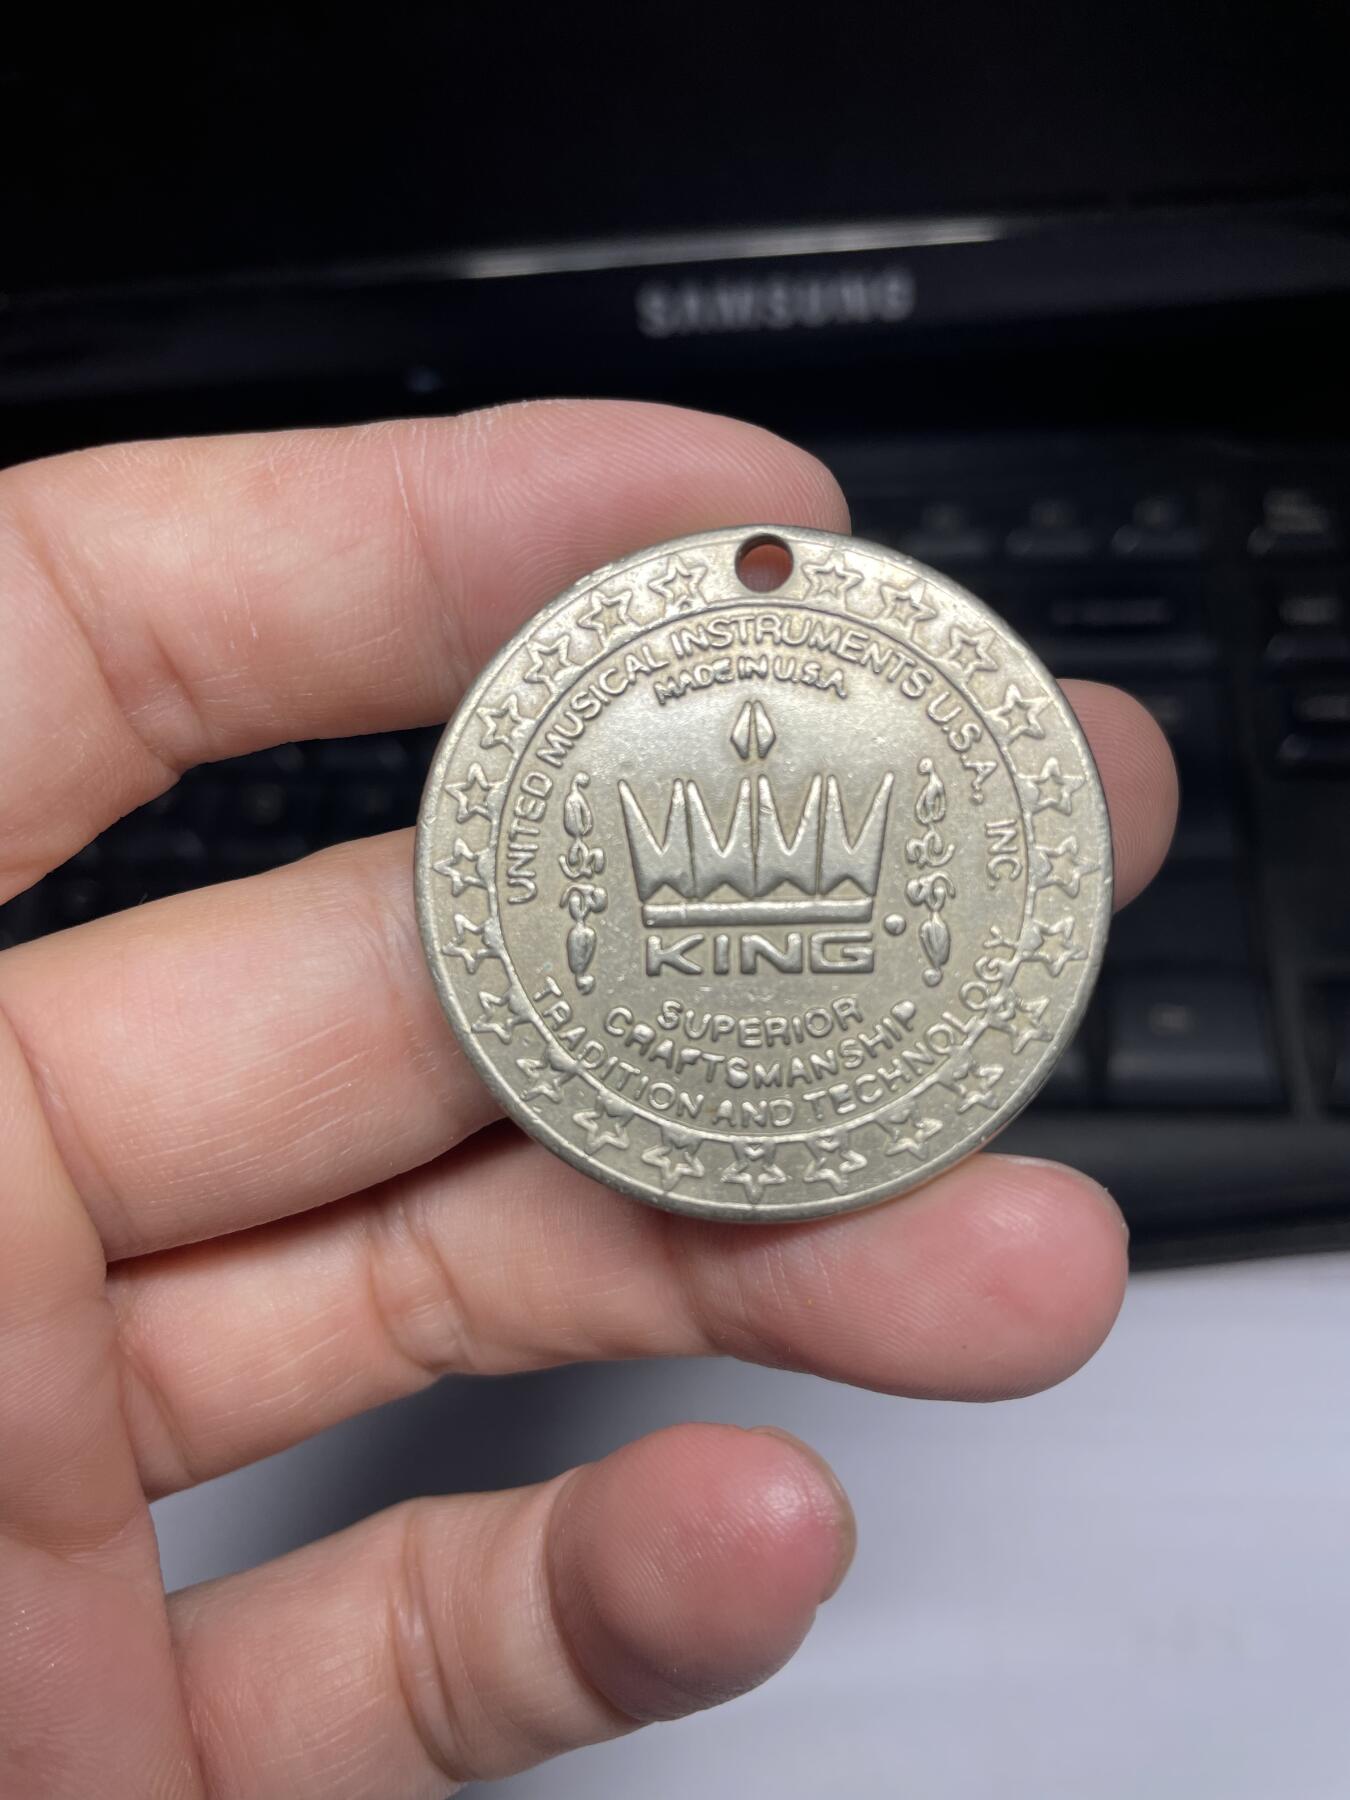 SAMSUNG
UNITED MUSICAL INSTRUMENTS U.S.A., INC.
MADE IN U.S.A.
KING
SUPERIOR
CRAFTSMANSHIP
TRADITION AND TECHNOLOGY